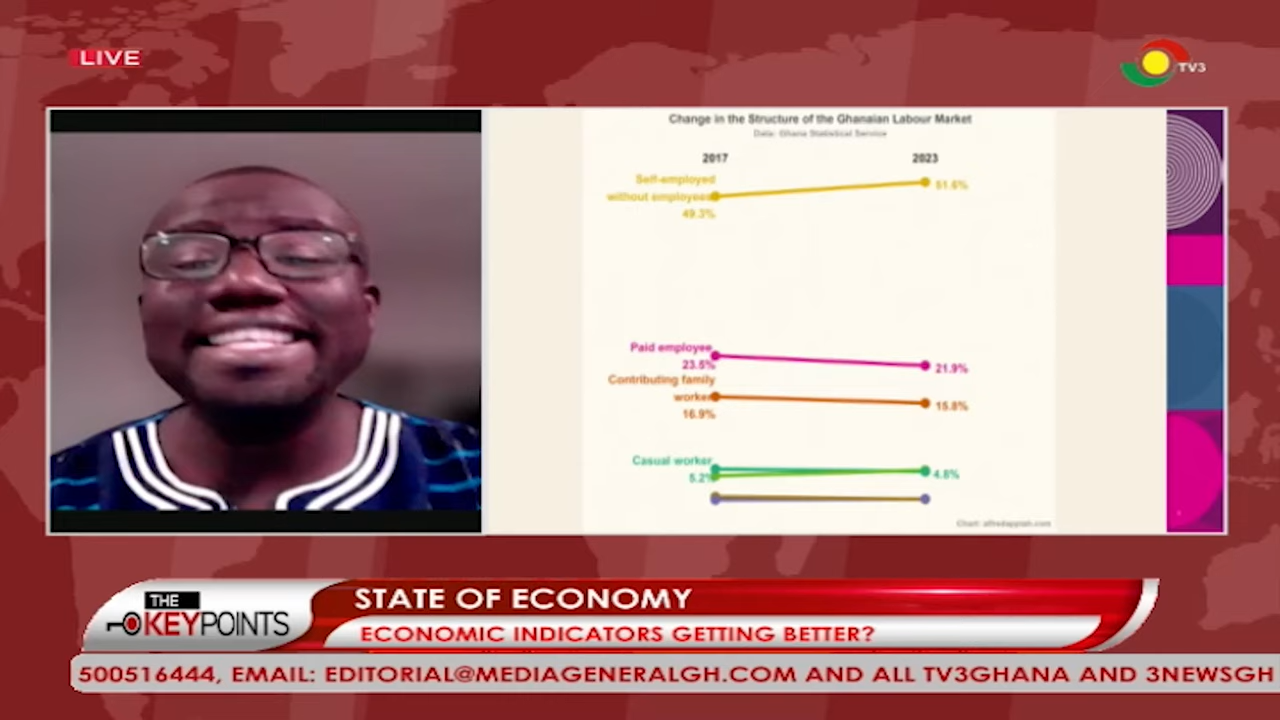 LIVE
TV3
Change in the Structure of the Ghanaian Labour Market
Data: Ghana Statistical Service
2017
2023
Self-employed
without employees
49.3%
51.6%
Paid employee
23.5%
21.9%
Contributing family
worker
16.9%
15.8%
Casual worker
5.2%
4.8%
Chart: alfredappiah.com
THE
KEYPOINTS
STATE OF ECONOMY
ECONOMIC INDICATORS GETTING BETTER?
500516444, EMAIL: EDITORIAL@MEDIAGENERALGH.COM AND ALL TV3GHANA AND 3NEWSGH